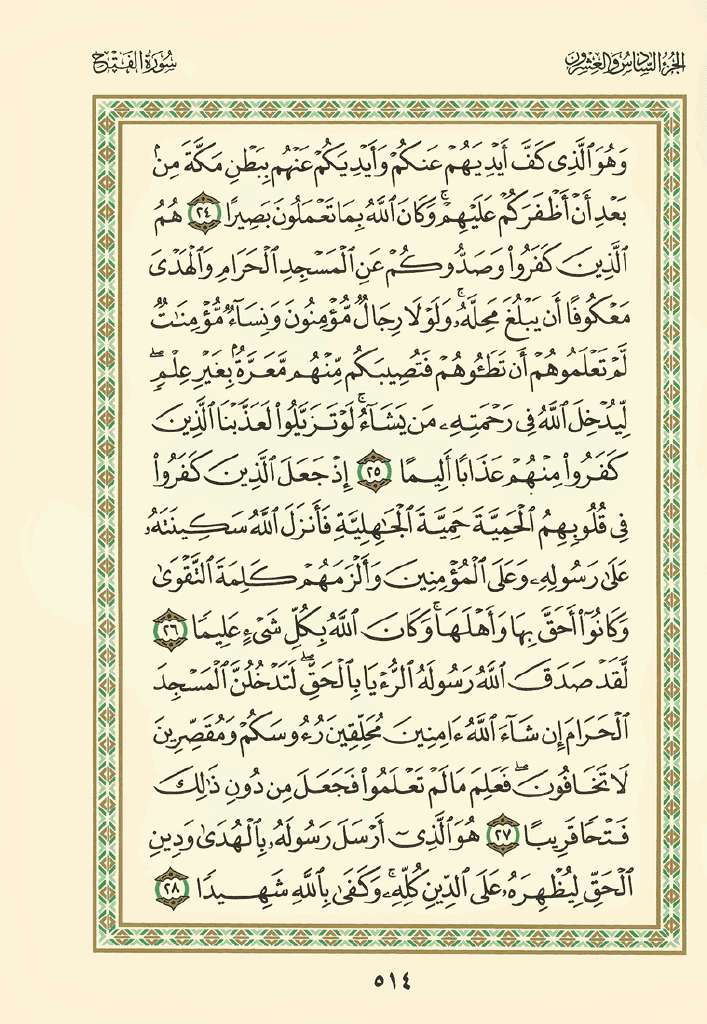 الجزء السادس والعشرون
سورة الفتح
وَهُوَ ٱلَّذِى كَفَّ أَيْدِيَهُمْ عَنكُمْ وَأَيْدِيَكُمْ عَنْهُم بِبَطْنِ مَكَّةَ مِنۢ
بَعْدِ أَنْ أَظْفَرَكُمْ عَلَيْهِمْ ۚ وَكَانَ ٱللَّهُ بِمَا تَعْمَلُونَ بَصِيرًا ٢٤ هُمُ
ٱلَّذِينَ كَفَرُوا۟ وَصَدُّوكُمْ عَنِ ٱلْمَسْجِدِ ٱلْحَرَامِ وَٱلْهَدْىَ
مَعْكُوفًا أَن يَبْلُغَ مَحِلَّهُۥ ۚ وَلَوْلَا رِجَالٌ مُّؤْمِنُونَ وَنِسَآءٌ مُّؤْمِنَـٰتٌ
لَّمْ تَعْلَمُوهُمْ أَن تَطَـُٔوهُمْ فَتُصِيبَكُم مِّنْهُم مَّعَرَّةٌۢ بِغَيْرِ عِلْمٍ ۖ
لِّيُدْخِلَ ٱللَّهُ فِى رَحْمَتِهِۦ مَن يَشَآءُ ۚ لَوْ تَزَيَّلُوا۟ لَعَذَّبْنَا ٱلَّذِينَ
كَفَرُوا۟ مِنْهُمْ عَذَابًا أَلِيمًا ٢٥ إِذْ جَعَلَ ٱلَّذِينَ كَفَرُوا۟
فِى قُلُوبِهِمُ ٱلْحَمِيَّةَ حَمِيَّةَ ٱلْجَـٰهِلِيَّةِ فَأَنزَلَ ٱللَّهُ سَكِينَتَهُۥ
عَلَىٰ رَسُولِهِۦ وَعَلَى ٱلْمُؤْمِنِينَ وَأَلْزَمَهُمْ كَلِمَةَ ٱلتَّقْوَىٰ
وَكَانُوٓا۟ أَحَقَّ بِهَا وَأَهْلَهَا ۚ وَكَانَ ٱللَّهُ بِكُلِّ شَىْءٍ عَلِيمًا ٢٦
لَّقَدْ صَدَقَ ٱللَّهُ رَسُولَهُ ٱلرُّءْيَا بِٱلْحَقِّ ۖ لَتَدْخُلُنَّ ٱلْمَسْجِدَ
ٱلْحَرَامَ إِن شَآءَ ٱللَّهُ ءَامِنِينَ مُحَلِّقِينَ رُءُوسَكُمْ وَمُقَصِّرِينَ
لَا تَخَافُونَ ۖ فَعَلِمَ مَا لَمْ تَعْلَمُوا۟ فَجَعَلَ مِن دُونِ ذَٰلِكَ
فَتْحًا قَرِيبًا ٢٧ هُوَ ٱلَّذِىٓ أَرْسَلَ رَسُولَهُۥ بِٱلْهُدَىٰ وَدِينِ
ٱلْحَقِّ لِيُظْهِرَهُۥ عَلَى ٱلدِّينِ كُلِّهِۦ ۚ وَكَفَىٰ بِٱللَّهِ شَهِيدًا ٢٨
٥١٤